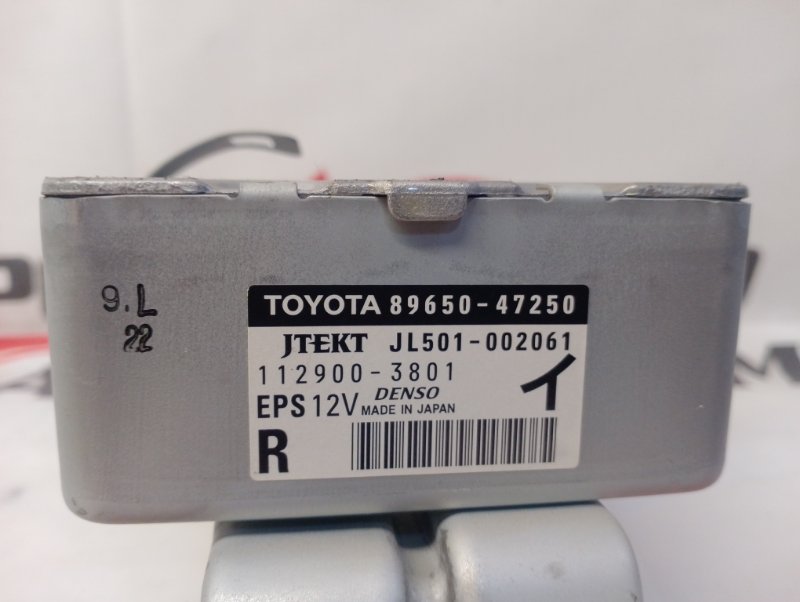 9.L
22
TOYOTA 89650-47250
JTEKT JL501-002061
112900-3801
EPS 12V DENSO
MADE IN JAPAN
イ
R